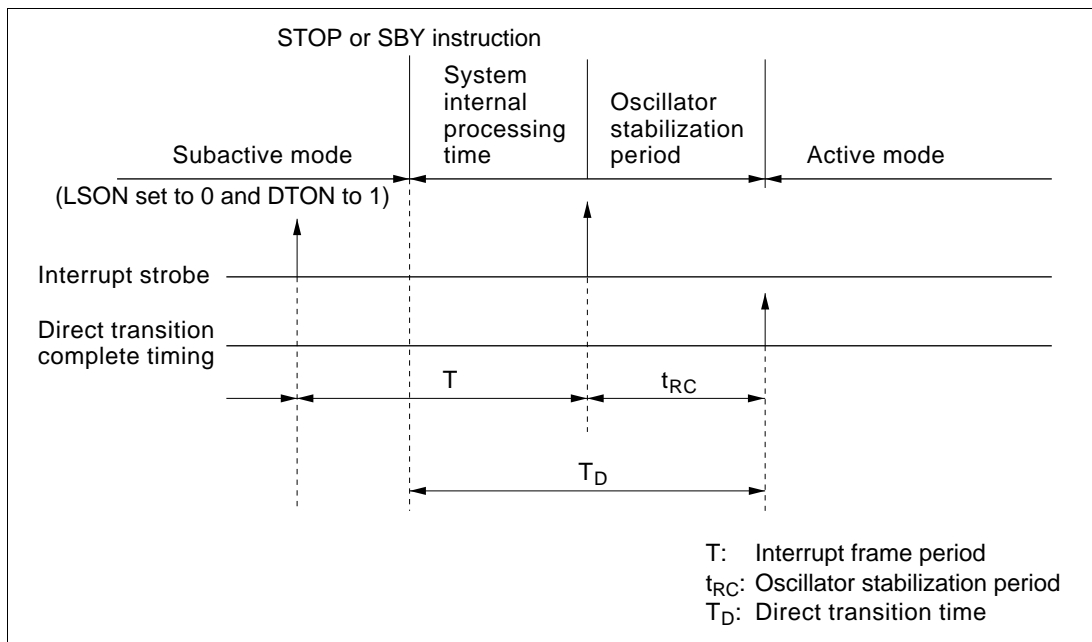 STOP or SBY instruction
System
internal
processing
time
Oscillator
stabilization
period
Subactive mode
Active mode
(LSON set to 0 and DTON to 1)
Interrupt strobe
Direct transition
complete timing
T
tRC
TD
T: Interrupt frame period
tRC: Oscillator stabilization period
TD: Direct transition time